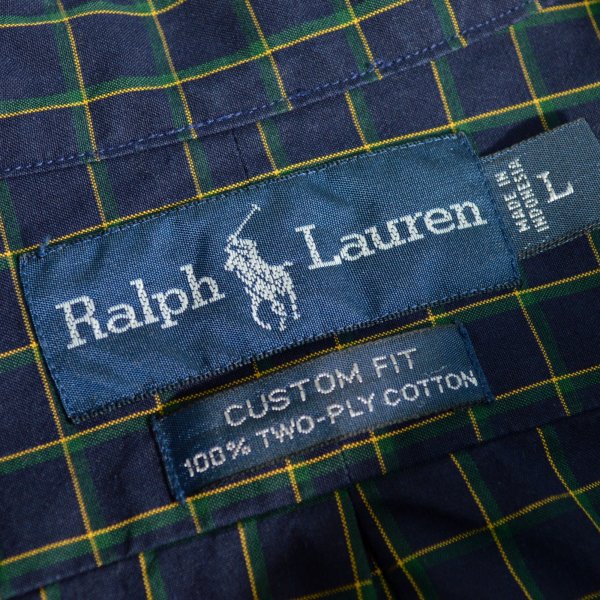 Ralph Lauren
MADE IN
INDONESIA
L
CUSTOM FIT
100% TWO-PLY COTTON